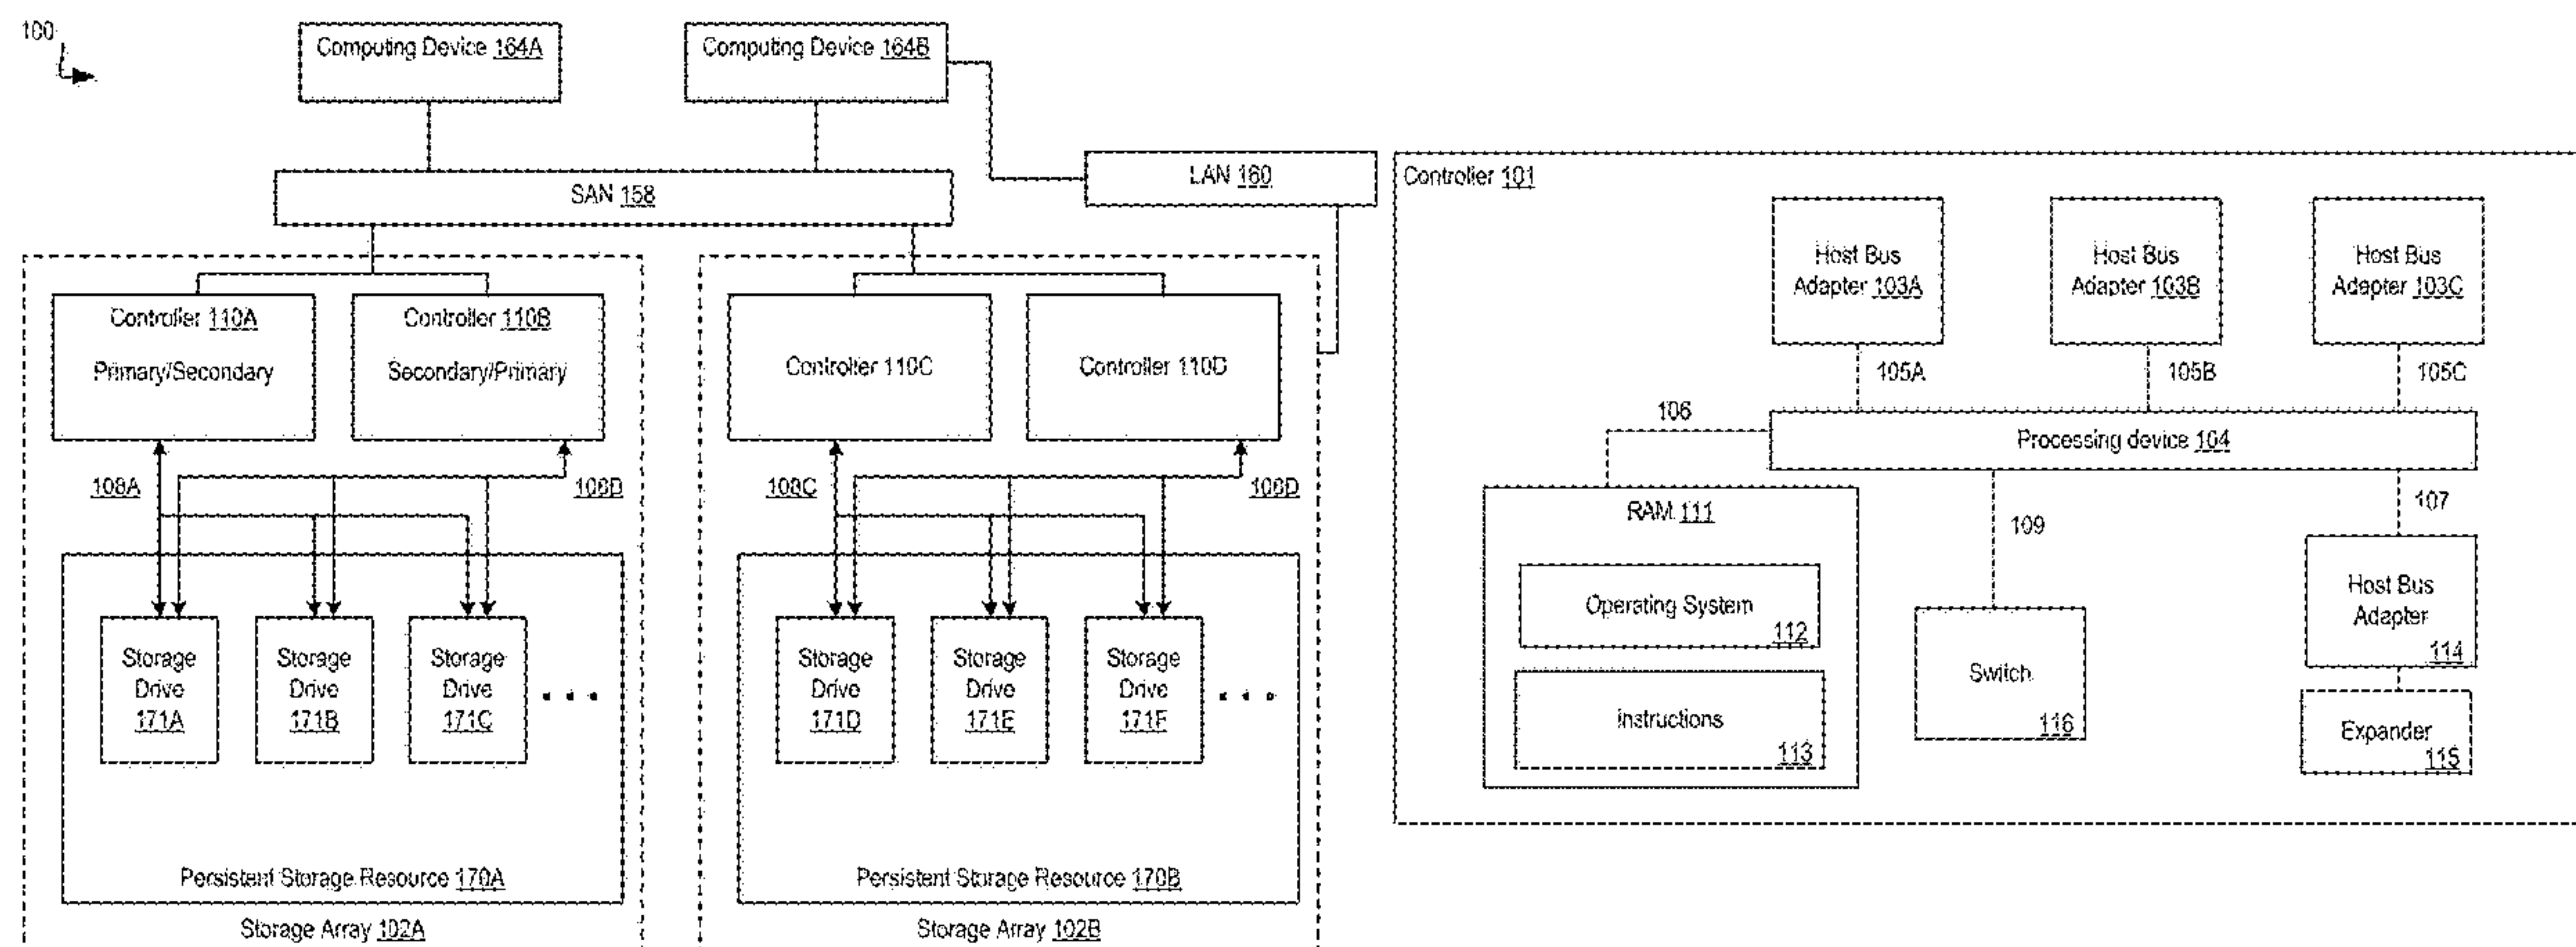 100
Computing Device 164A
Computing Device 164B
SAN 158
LAN 160
Controller 110A
Primary/Secondary
Controller 110B
Secondary/Primary
Controller 110C
Controller 110D
108A
108B
108C
108D
Storage
Drive
171A
Storage
Drive
171B
Storage
Drive
171C
Storage
Drive
171D
Storage
Drive
171E
Storage
Drive
171F
Persistent Storage Resource 170A
Persistent Storage Resource 170B
Storage Array 102A
Storage Array 102B
Controller 101
Host Bus
Adapter 103A
Host Bus
Adapter 103B
Host Bus
Adapter 103C
105A
105B
105C
106
Processing device 104
RAM 111
109
107
Operating System
112
Instructions
113
Switch
116
Host Bus
Adapter
114
Expander
115